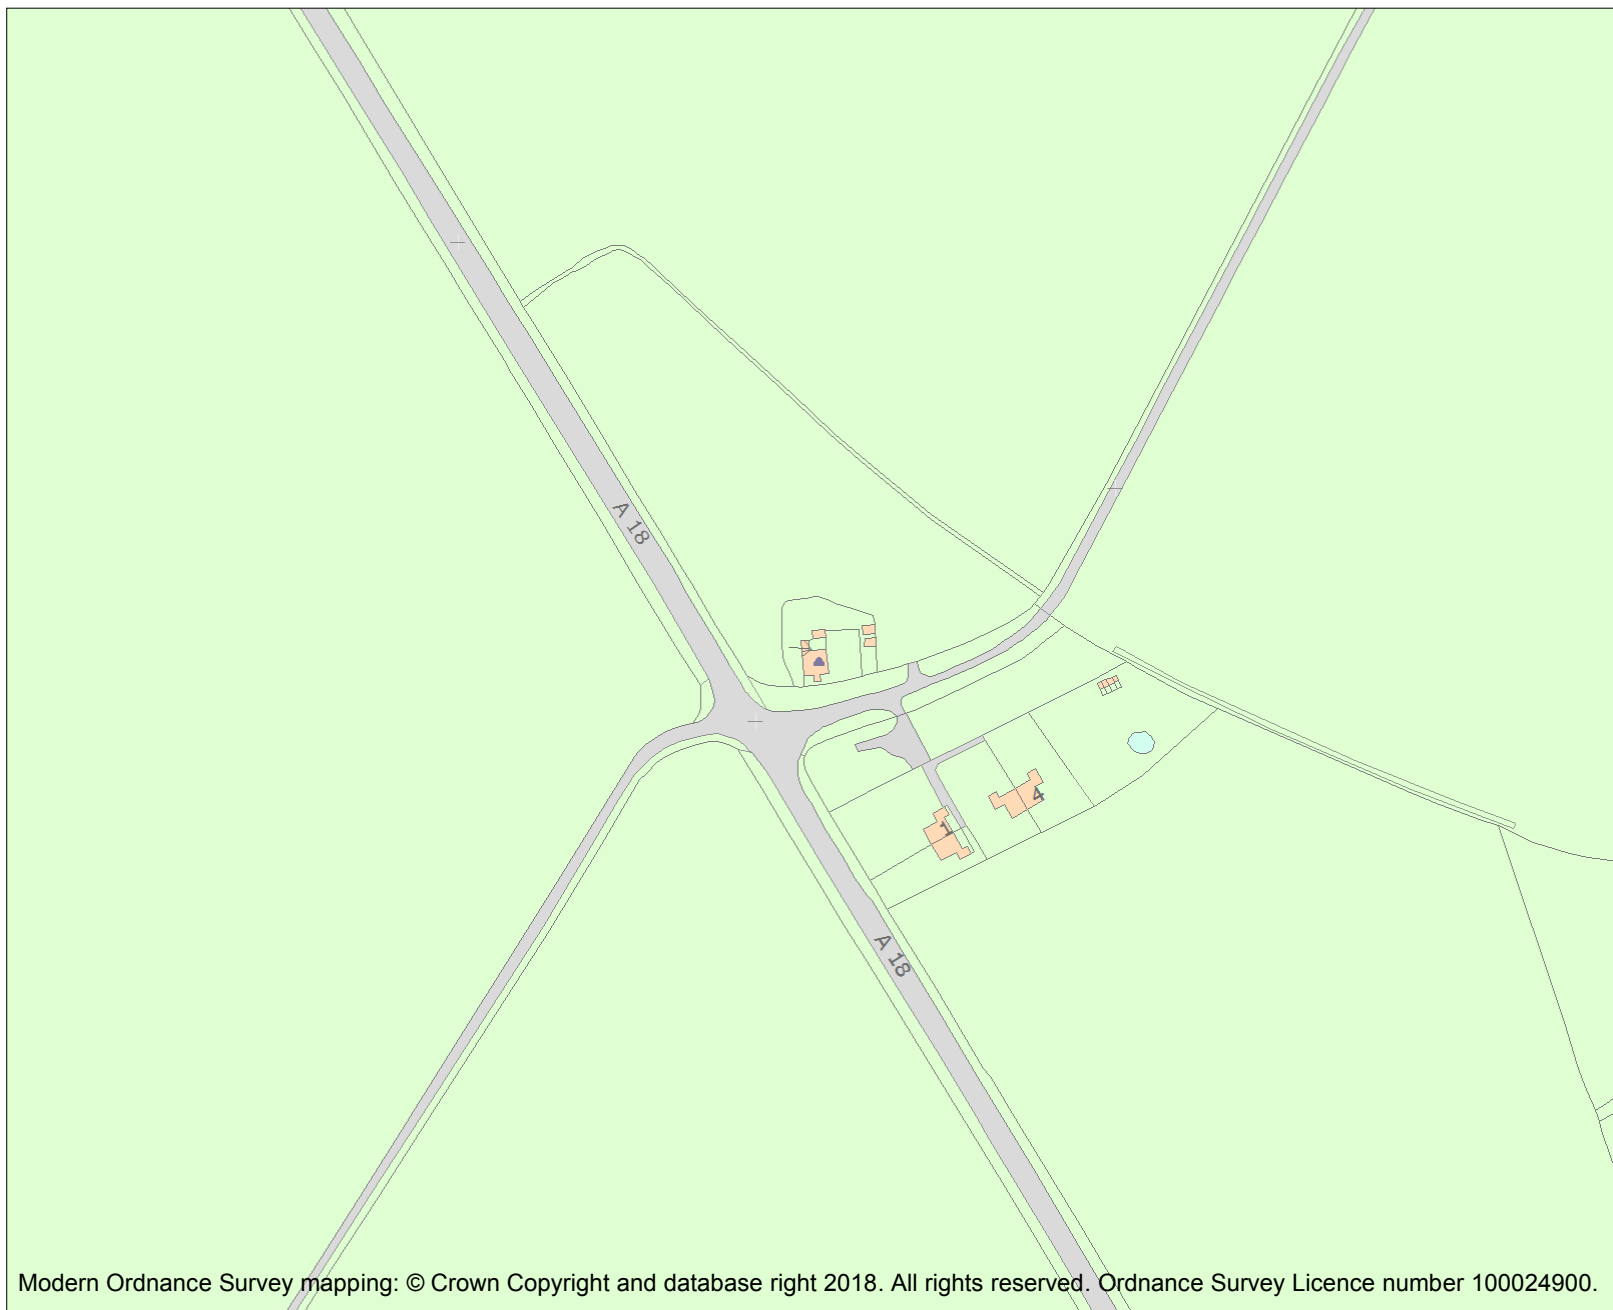 A 18
4
1
A 18
Modern Ordnance Survey mapping: © Crown Copyright and database right 2018. All rights reserved. Ordnance Survey Licence number 100024900.